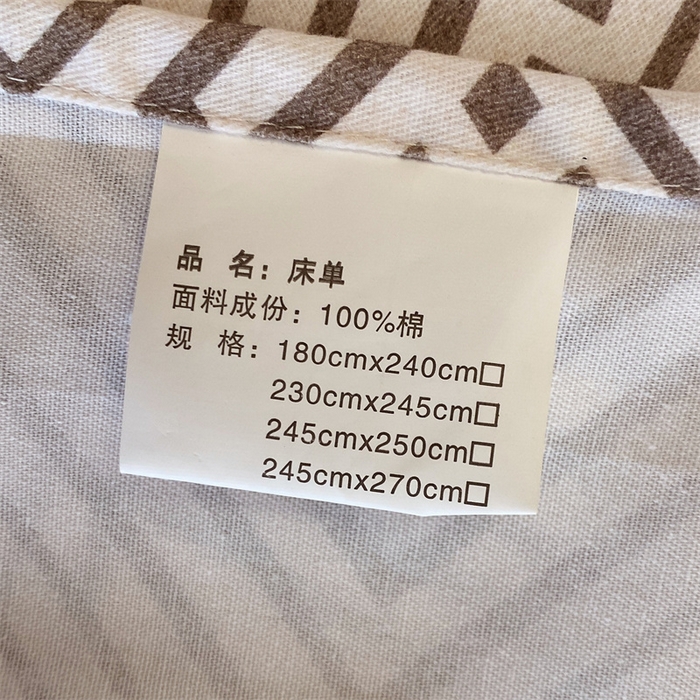 品 名：床单
面料成份：100%棉
规 格：180cmx240cm□
230cmx245cm□
245cmx250cm□
245cmx270cm□